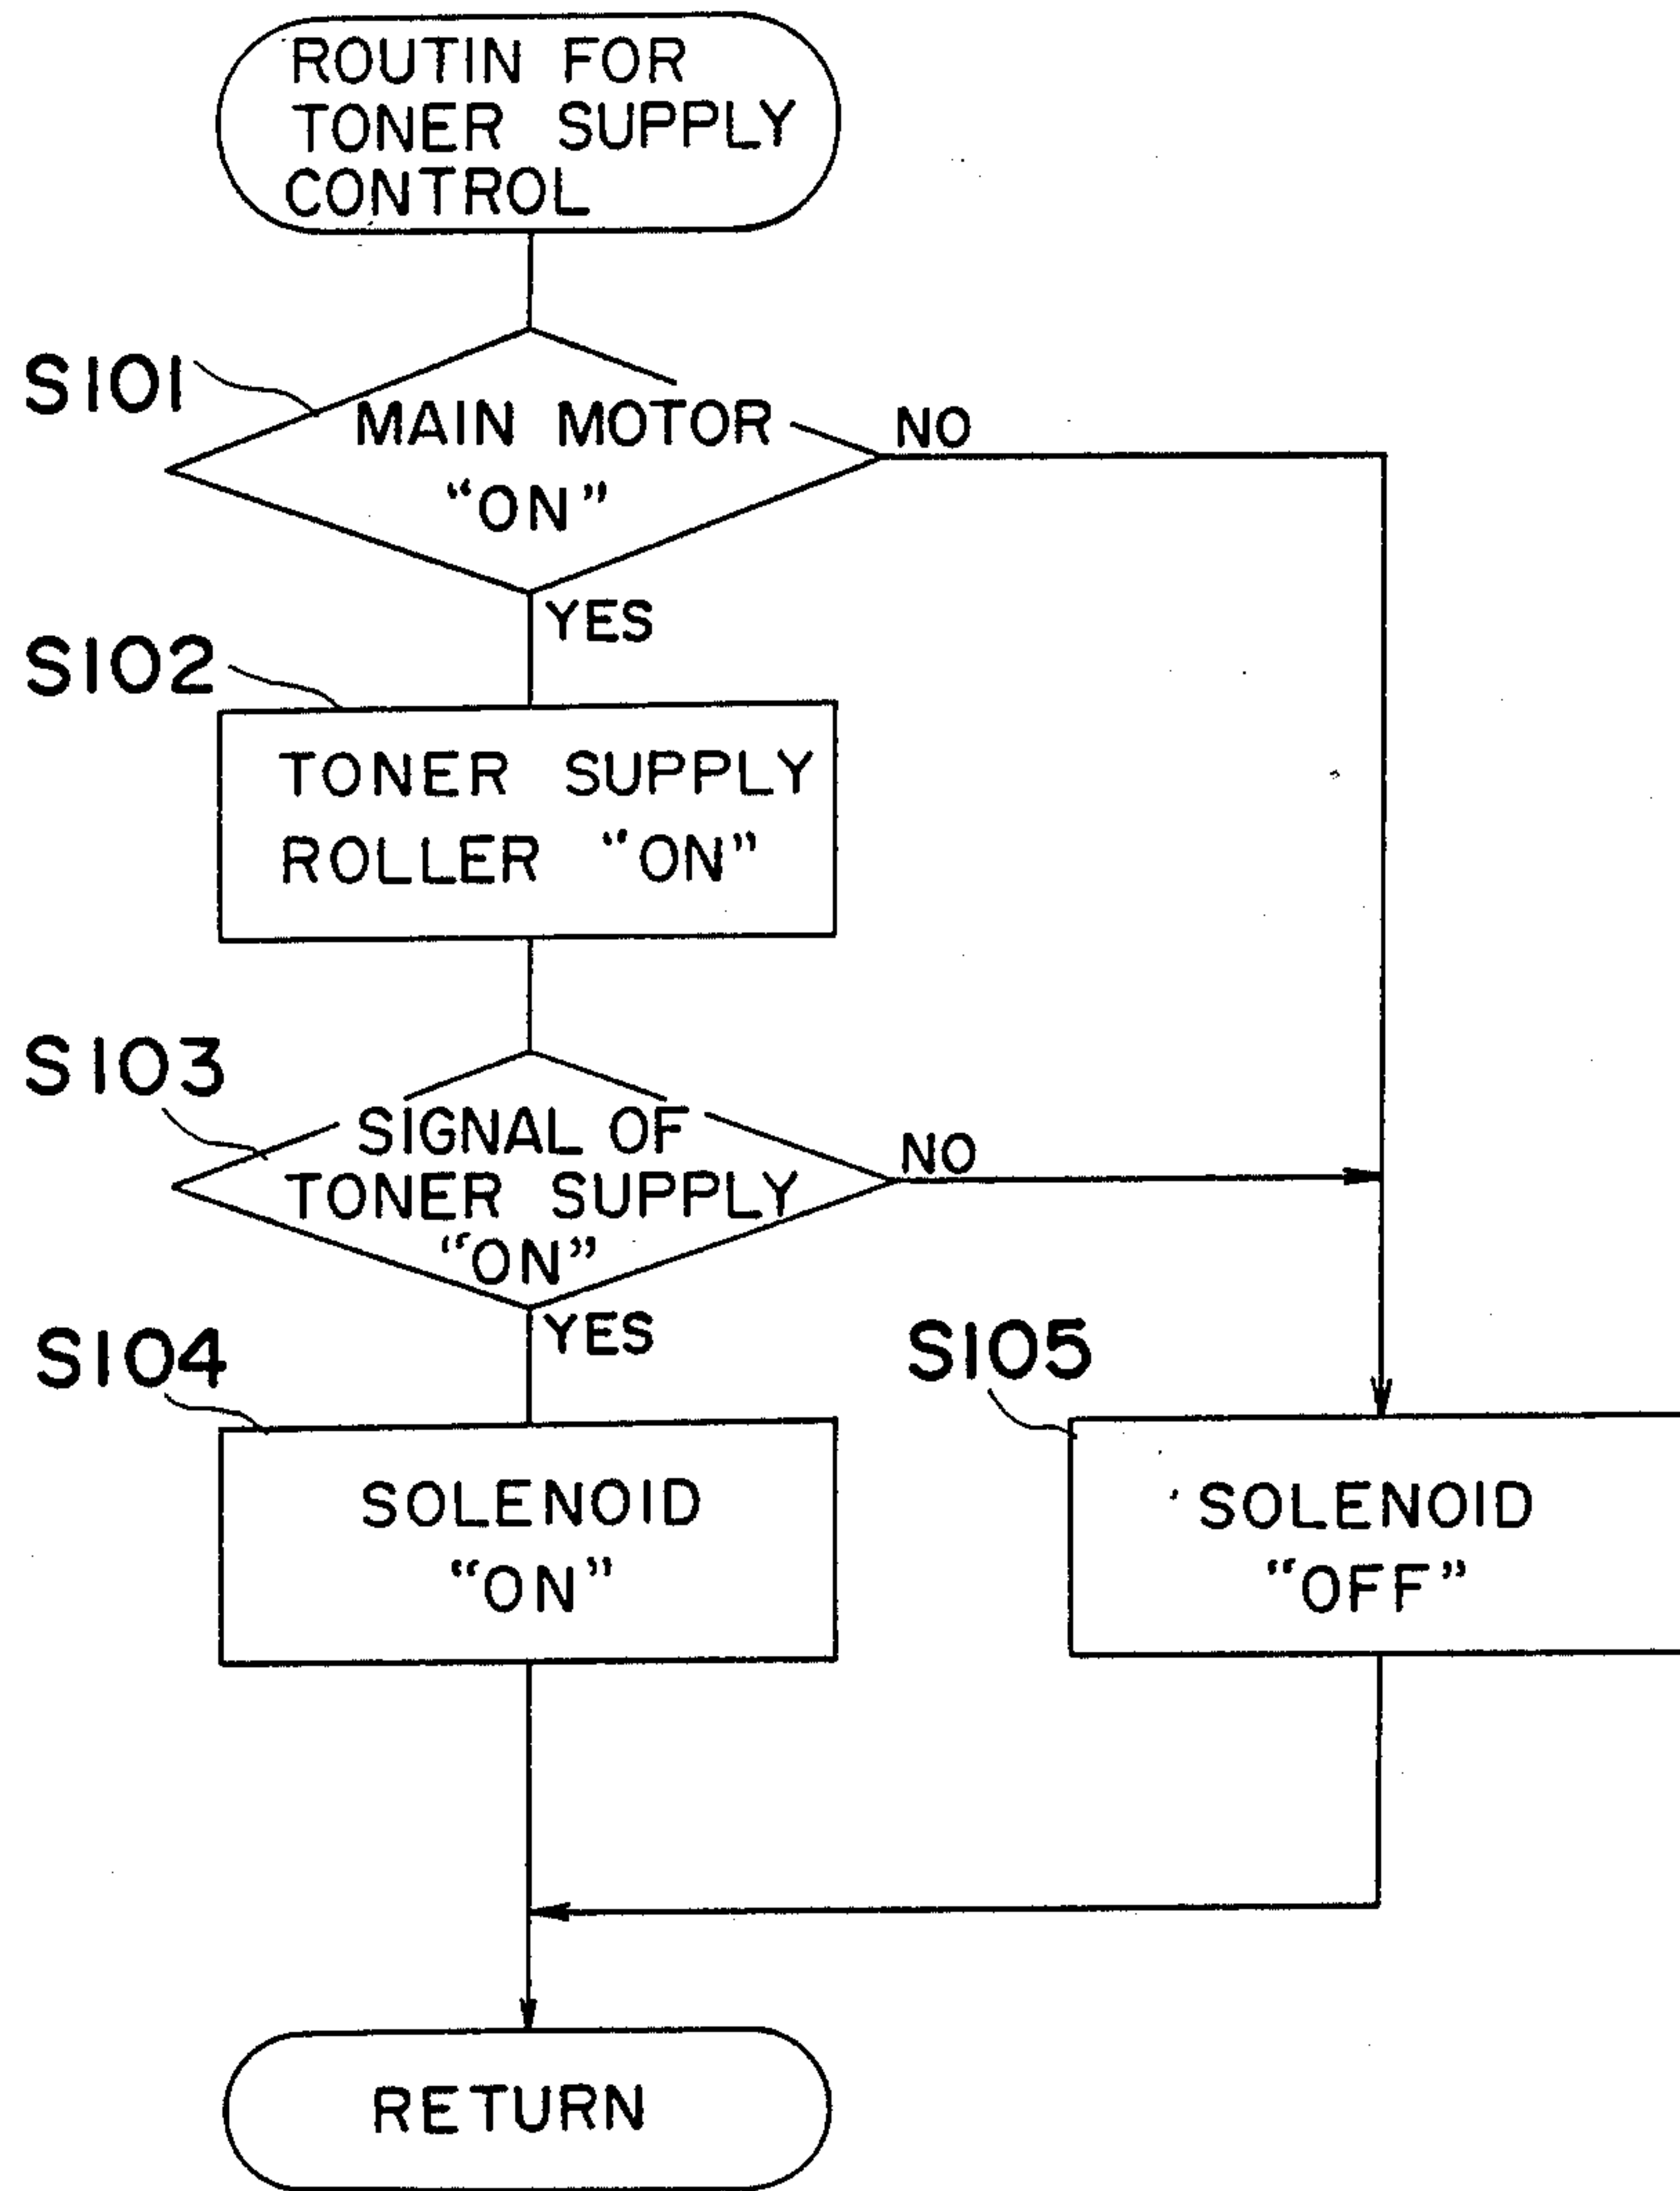 ROUTIN FOR
TONER SUPPLY
CONTROL
S101
MAIN MOTOR
“ON”
NO
YES
S102
TONER SUPPLY
ROLLER “ON”
S103
SIGNAL OF
TONER SUPPLY
“ON”
NO
YES
S104
SOLENOID
“ON”
S105
SOLENOID
“OFF”
RETURN